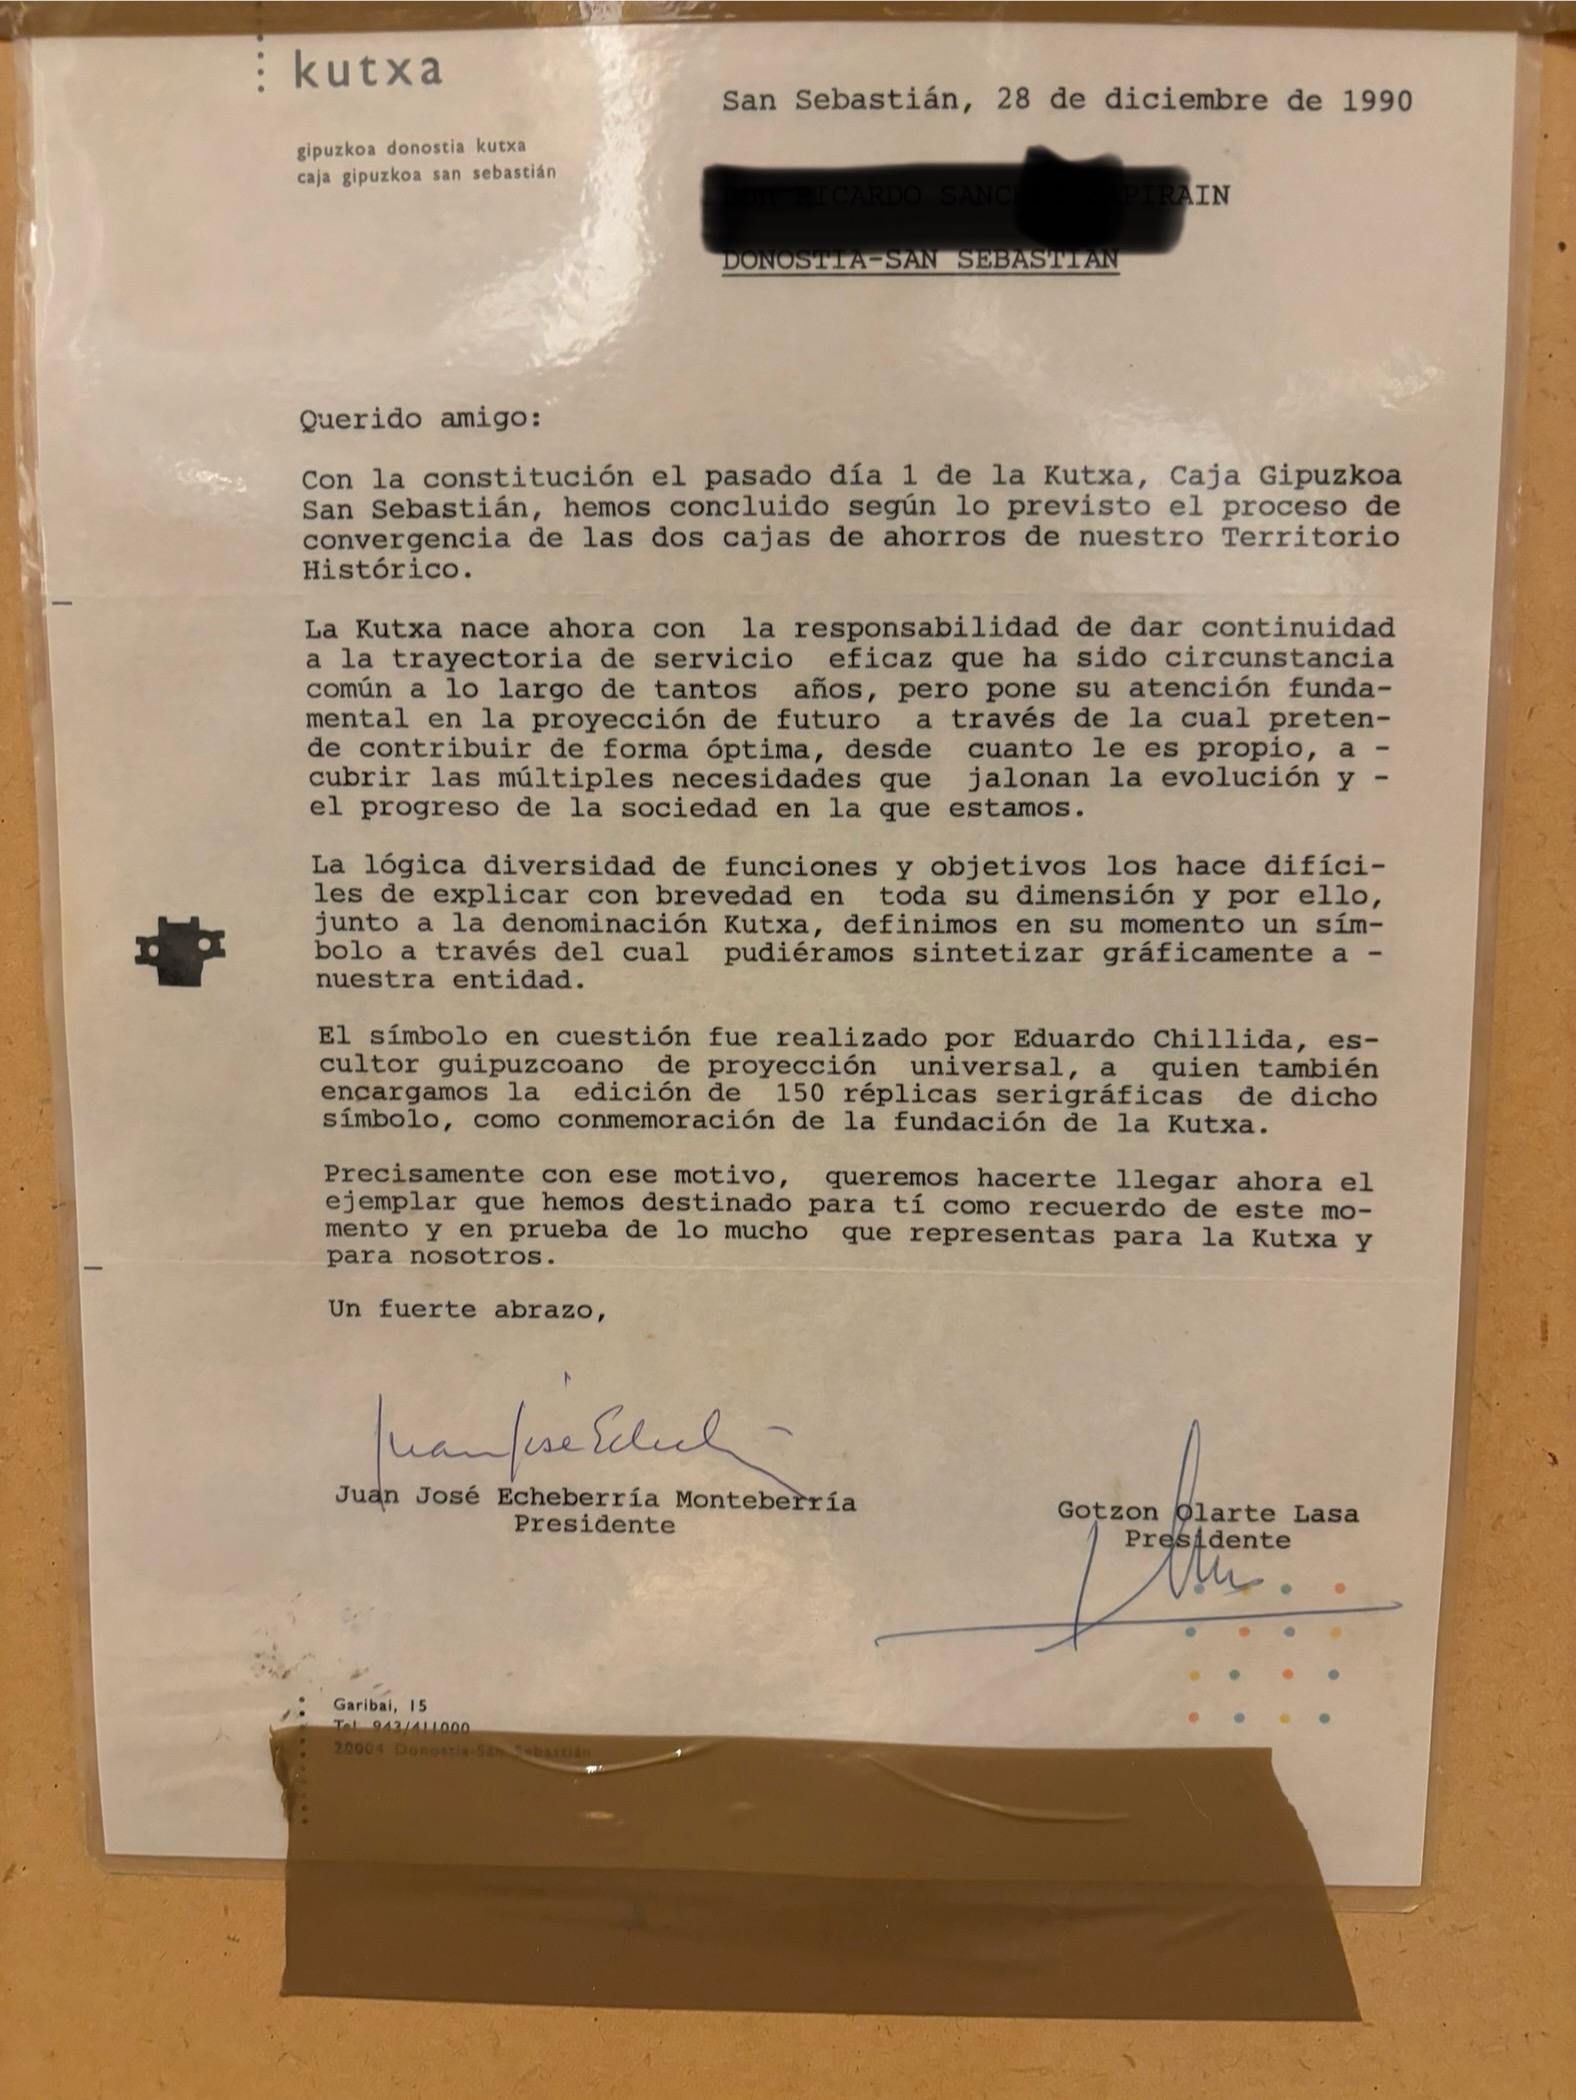 kutxa
gipuzkoa donostia kutxa
caja gipuzkoa san sebastián
San Sebastián, 28 de diciembre de 1990
DONOSTIA-SAN SEBASTIAN
Querido amigo:
Con la constitución el pasado día 1 de la Kutxa, Caja Gipuzkoa
San Sebastián, hemos concluido según lo previsto el proceso de
convergencia de las dos cajas de ahorros de nuestro Territorio
Histórico.
La Kutxa nace ahora con la responsabilidad de dar continuidad
a la trayectoria de servicio eficaz que ha sido circunstancia
común a lo largo de tantos años, pero pone su atención funda-
mental en la proyección de futuro a través de la cual preten-
de contribuir de forma óptima, desde cuanto le es propio, a -
cubrir las múltiples necesidades que jalonan la evolución y -
el progreso de la sociedad en la que estamos.
La lógica diversidad de funciones y objetivos los hace difíci-
les de explicar con brevedad en toda su dimensión y por ello,
junto a la denominación Kutxa, definimos en su momento un sím-
bolo a través del cual pudiéramos sintetizar gráficamente a -
nuestra entidad.
El símbolo en cuestión fue realizado por Eduardo Chillida, es-
cultor guipuzcoano de proyección universal, a quien también
encargamos la edición de 150 réplicas serigráficas de dicho
símbolo, como conmemoración de la fundación de la Kutxa.
Precisamente con ese motivo, queremos hacerte llegar ahora el
ejemplar que hemos destinado para tí como recuerdo de este mo-
mento y en prueba de lo mucho que representas para la Kutxa y
para nosotros.
Un fuerte abrazo,
Juan José Echeberría Monteberría
Presidente
Gotzon Olarte Lasa
Presidente
Garibai, 15
Tel. 943/411000
20004 Donostia-San Sebastián